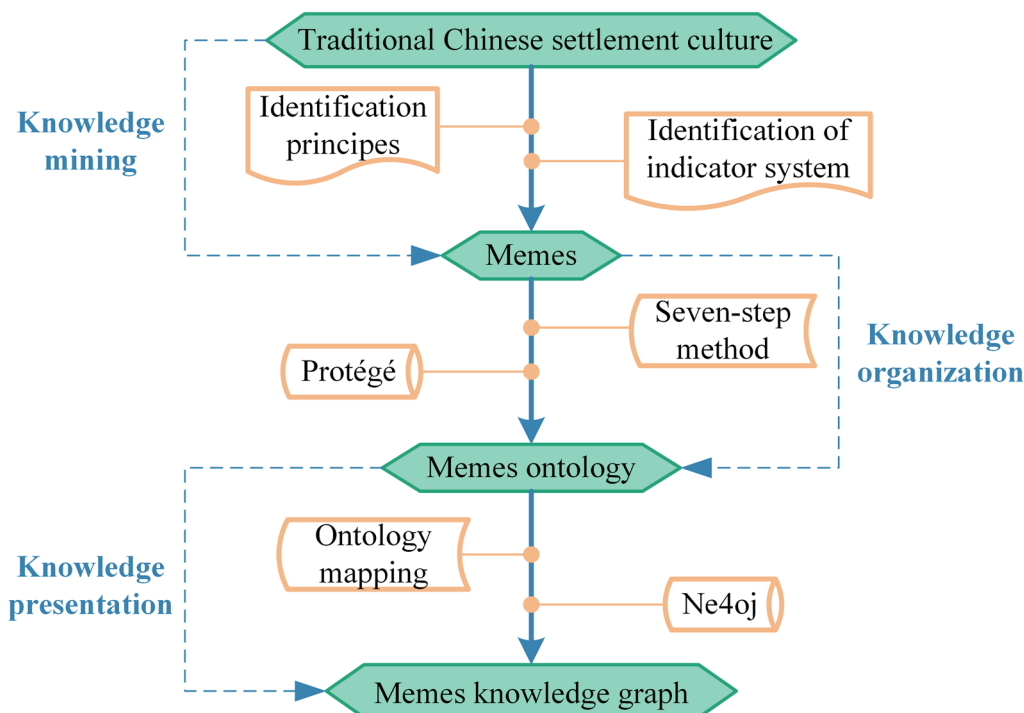 Traditional Chinese settlement culture
Identification
principes
Knowledge
mining
Identification of
indicator system
Memes
Seven-step
method
Knowledge
organization
Protégé
Memes ontology
Ontology
mapping
Knowledge
presentation
Ne4oj
Memes knowledge graph